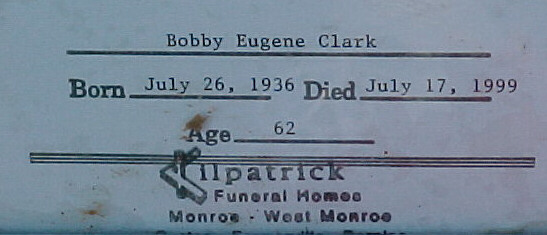 Bobby Eugene Clark
Born July 26, 1936 Died July 17, 1999
Age 62
Kilpatrick
Funeral Homes
Monroe - West Monroe